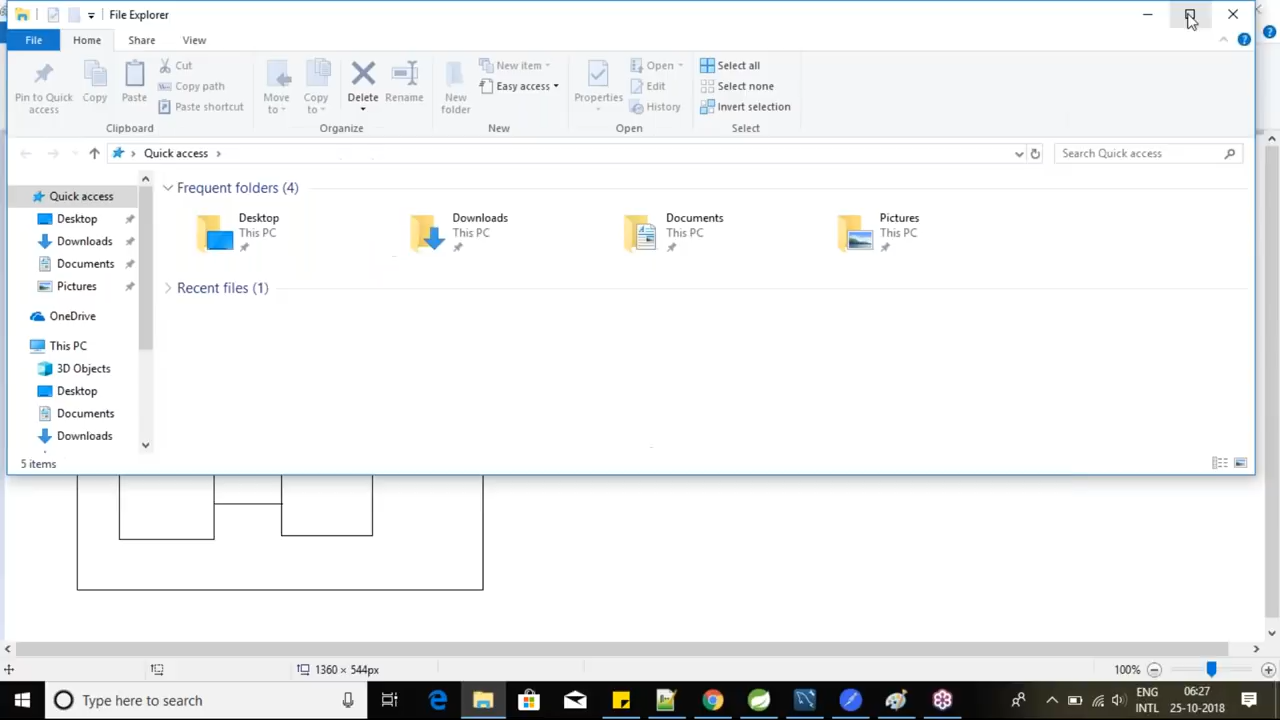 File Explorer
File Home Share View
Pin to Quick access
Copy
Paste
Cut
Copy path
Paste shortcut
Clipboard
Move to
Copy to
Delete
Rename
Organize
New folder
New item
Easy access
New
Properties
Open
Edit
History
Open
Select all
Select none
Invert selection
Select
Quick access
Search Quick access
Quick access
Desktop
Downloads
Documents
Pictures
OneDrive
This PC
3D Objects
Desktop
Documents
Downloads
Frequent folders (4)
Desktop
This PC
Downloads
This PC
Documents
This PC
Pictures
This PC
Recent files (1)
5 items
1360 × 544px
100%
Type here to search
ENG
INTL
06:27
25-10-2018